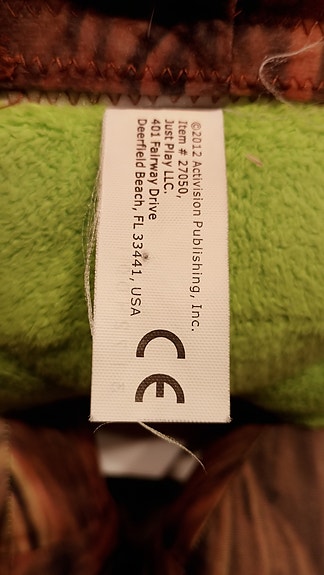 ©2012 Activision Publishing, Inc.
Item # 27050,
Just Play LLC.
401 Fairway Drive
Deerfield Beach, FL 33441, USA
CE